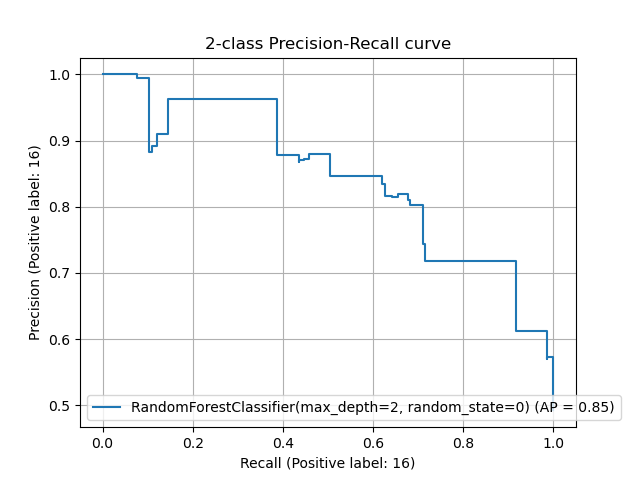 2-class Precision-Recall curve
1.0
0.9
0.8
0.7
0.6
0.5
Precision (Positive label: 16)
RandomForestClassifier(max_depth=2, random_state=0) (AP = 0.85)
0.0 0.2 0.4 0.6 0.8 1.0
Recall (Positive label: 16)